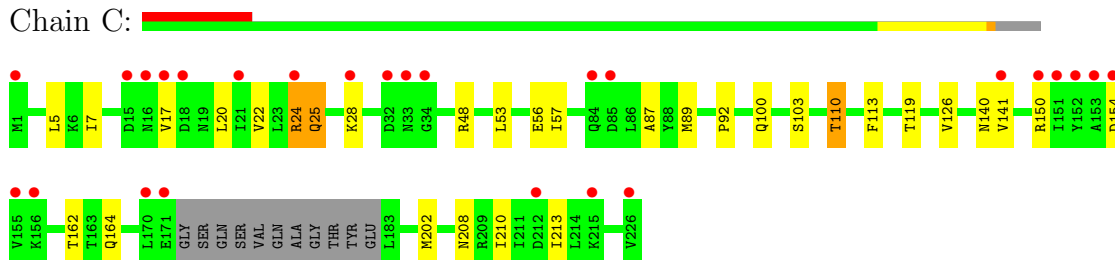 Chain C:
M1 L5 K6 I7 D15 N16 V17 D18 N19 L20 I21 V22 L23 R24 Q25 K28 D32 N33 G34 R48 L53 E56 I57 Q84 D85 L86 A87 Y88 M89 P92 Q100 S103 T110 F113 T119 V126 N140 V141 R150 I151 Y152 A153 D154
V155 K156 T162 T163 Q164 L170 E171 GLY SER GLN SER VAL GLN ALA GLY THR TYR GLU L183 M202 N208 R209 I210 I211 D212 I213 L214 K215 V226